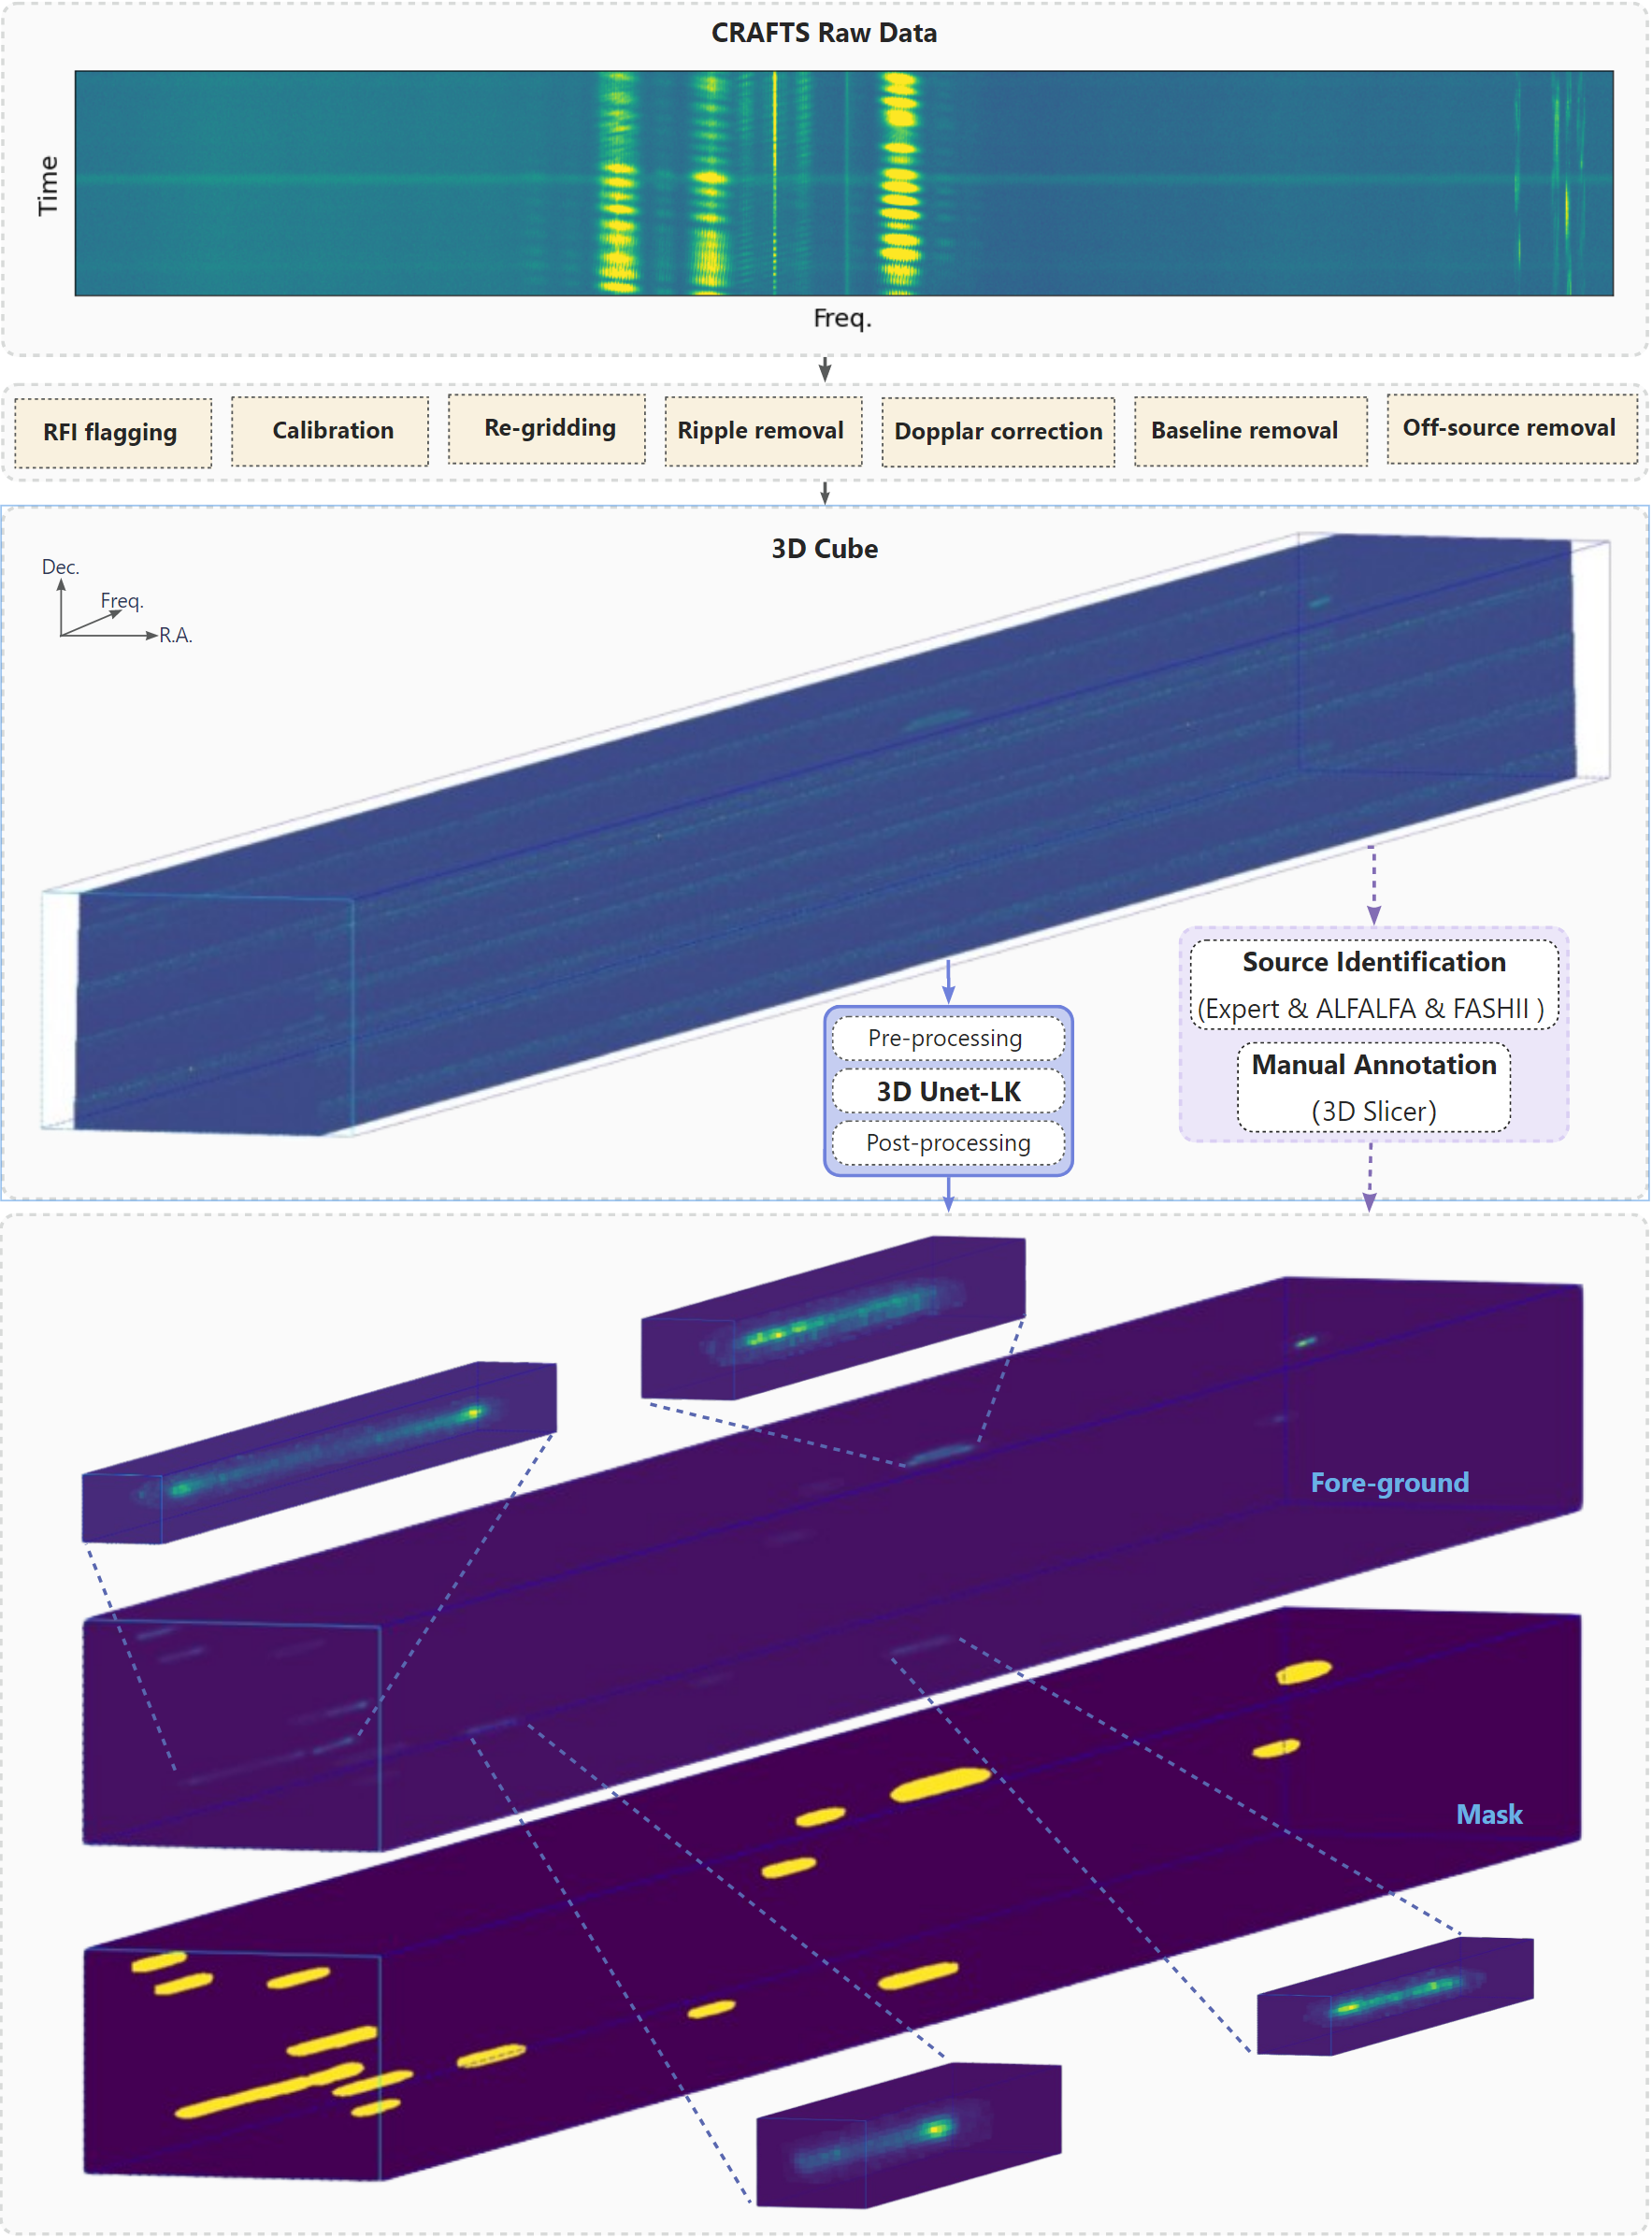 CRAFTS Raw Data
Time
Freq.
RFI flagging
Calibration
Re-gridding
Ripple removal
Dopplar correction
Baseline removal
Off-source removal
3D Cube
Dec.
Freq.
R.A.
Source Identification
(Expert & ALFALFA & FASHII )
Manual Annotation
(3D Slicer)
Pre-processing
3D Unet-LK
Post-processing
Fore-ground
Mask